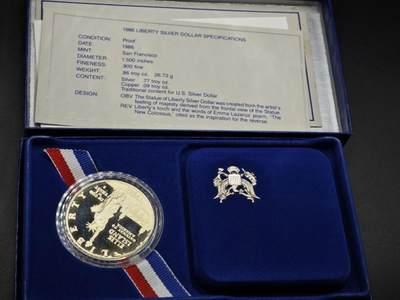 1986 LIBERTY SILVER DOLLAR SPECIFICATIONS
CONDITION: Proof
DATE: 1986
MINT: San Francisco
DIAMETER: 1.500 inches
FINENESS: .900 fine
WEIGHT: .86 troy oz. 26.73 g
CONTENT: Silver .77 troy oz.
Copper .09 troy oz.
Traditional content for U.S. Silver Dollar
DESIGN: OBV The Statue of Liberty Silver Dollar was created from the artist's
feeling of majesty derived from the frontal view of the Statue.
REV Liberty's torch and the words of Emma Lazarus' poem, "The
New Colossus," cited as the inspiration for the reverse.
LIBERTY
ELLIS
ISLAND